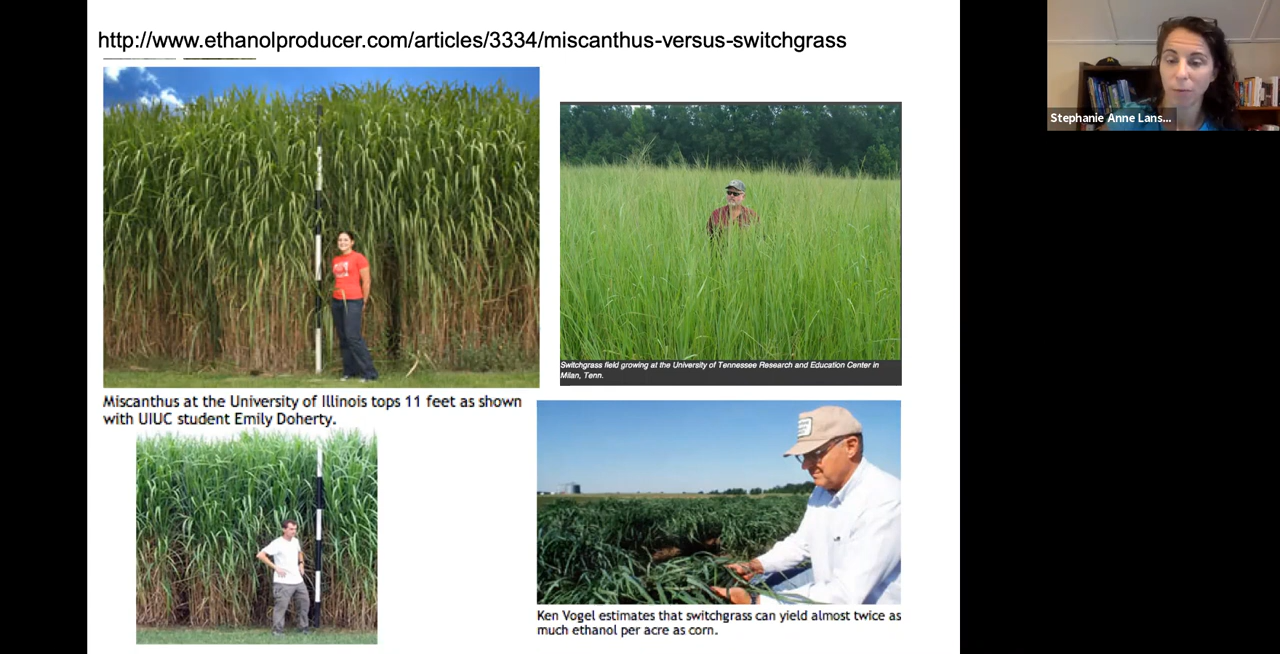 http://www.ethanolproducer.com/articles/3334/miscanthus-versus-switchgrass
Stephanie Anne Lans...
Switchgrass field growing at the University of Tennessee Research and Education Center in
Milan, Tenn.
Miscanthus at the University of Illinois tops 11 feet as shown
with UIUC student Emily Doherty.
Ken Vogel estimates that switchgrass can yield almost twice as
much ethanol per acre as corn.